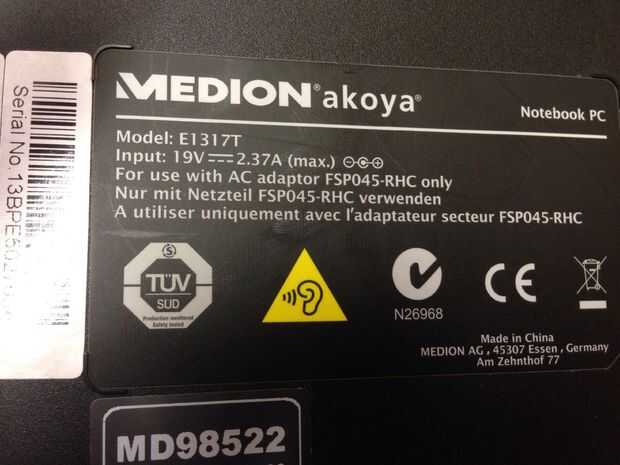 MEDION® akoya®
Notebook PC
Model: E1317T
Input: 19V 2.37A (max.)
For use with AC adaptor FSP045-RHC only
Nur mit Netzteil FSP045-RHC verwenden
A utiliser uniquement avec l'adaptateur secteur FSP045-RHC
S
TÜV
SUD
Production monitored
Safety tested
N26968
CE
Made in China
MEDION AG , 45307 Essen , Germany
Am Zehnthof 77
MD98522
Serial No.